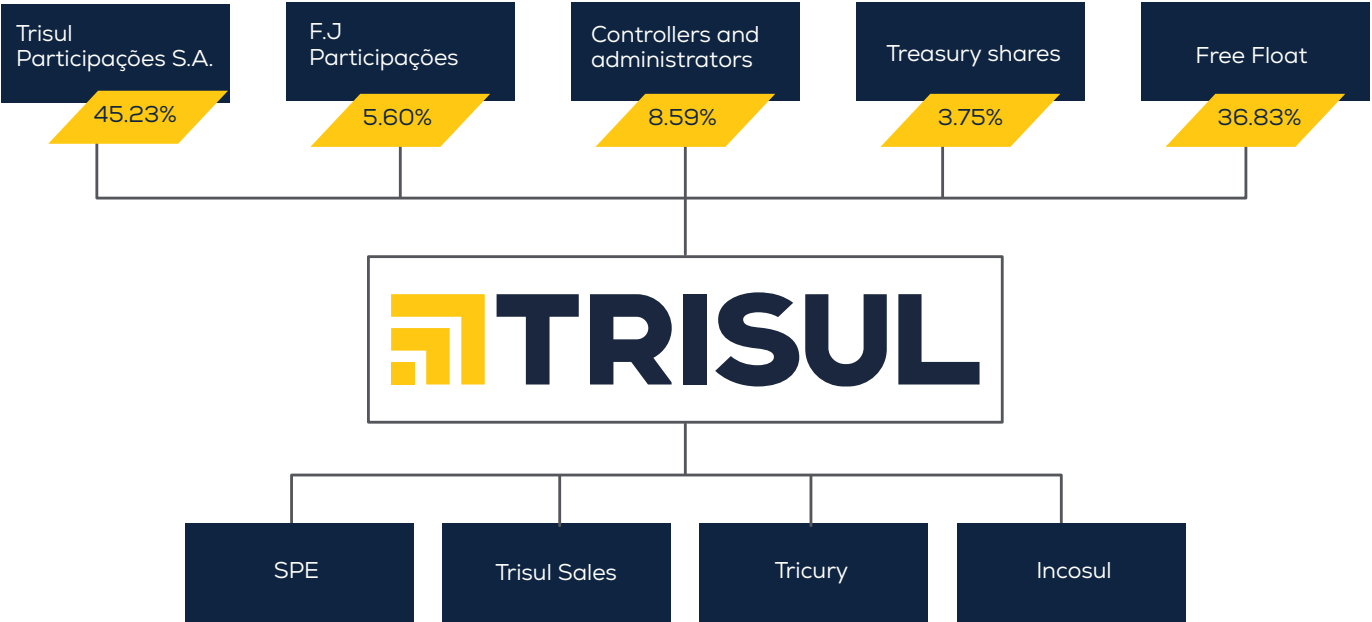 Trisul
Participações S.A.
45.23%
F.J
Participações
5.60%
Controllers and
administrators
8.59%
Treasury shares
3.75%
Free Float
36.83%
TRISUL
SPE
Trisul Sales
Tricury
Incosul